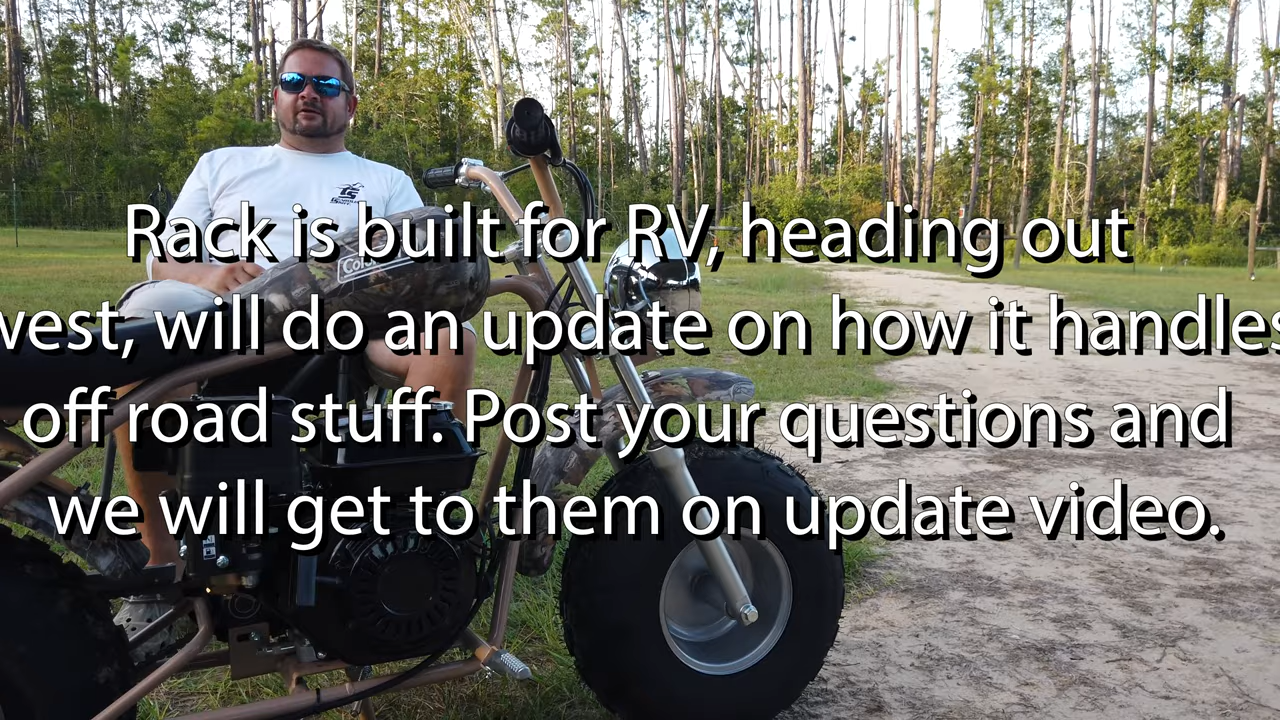 Rack is built for RV, heading out
west, will do an update on how it handles
off road stuff. Post your questions and
we will get to them on update video.